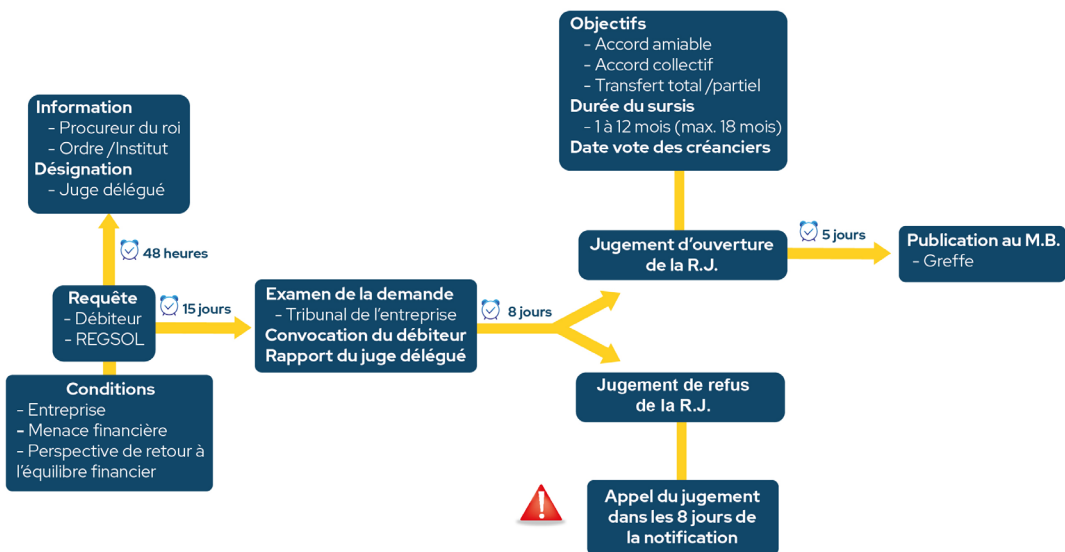 Information
- Procureur du roi
- Ordre /Institut
Désignation
- Juge délégué
48 heures
Requête
- Débiteur
- REGSOL
15 jours
Conditions
- Entreprise
- Menace financière
- Perspective de retour à
l'équilibre financier
Examen de la demande
- Tribunal de l'entreprise
Convocation du débiteur
Rapport du juge délégué
8 jours
Objectifs
- Accord amiable
- Accord collectif
- Transfert total /partiel
Durée du sursis
- 1 à 12 mois (max. 18 mois)
Date vote des créanciers
Jugement d'ouverture
de la R.J.
5 jours
Publication au M.B.
- Greffe
Jugement de refus
de la R.J.
Appel du jugement
dans les 8 jours de
la notification